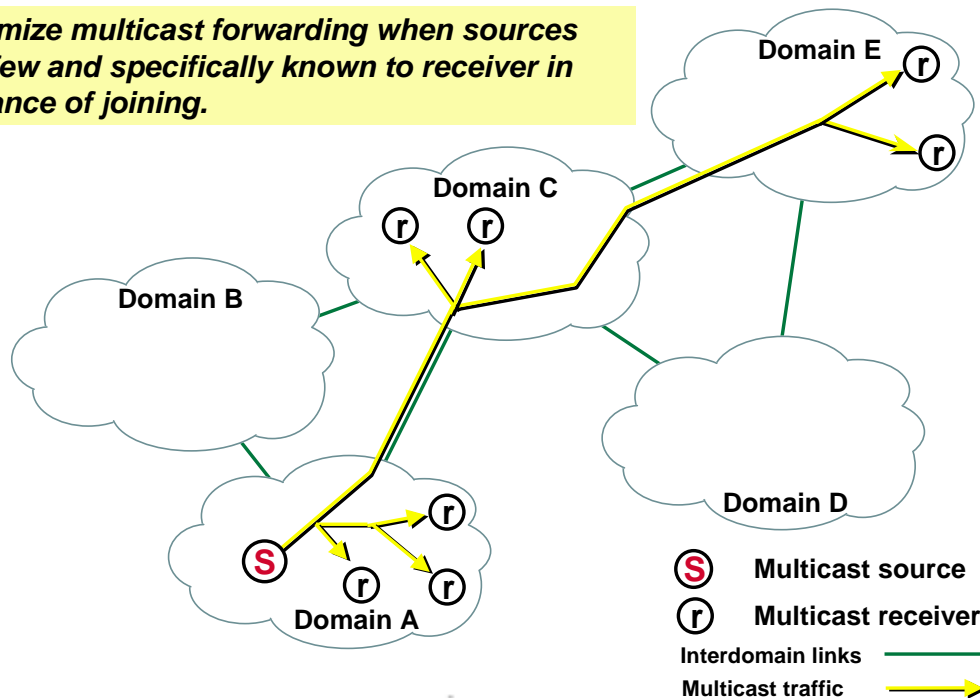 mize multicast forwarding when sources
few and specifically known to receiver in
ance of joining.
Domain E
r
r
Domain C
r r
Domain B
Domain D
r
S
r
r
Domain A
S Multicast source
r Multicast receiver
Interdomain links
Multicast traffic